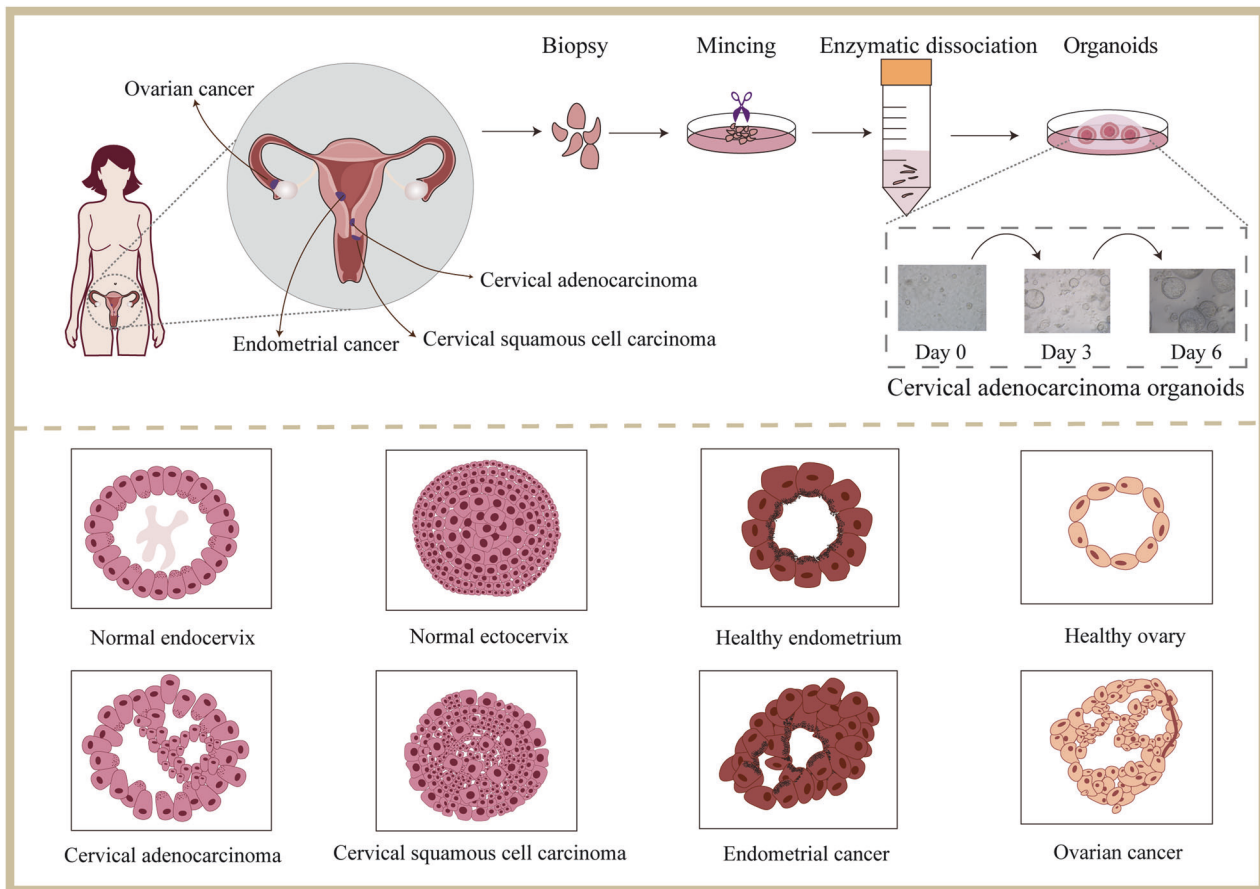 Biopsy
Mincing
Enzymatic dissociation
Organoids
Ovarian cancer
Cervical adenocarcinoma
Endometrial cancer
Cervical squamous cell carcinoma
Day 0
Day 3
Day 6
Cervical adenocarcinoma organoids
Normal endocervix
Normal ectocervix
Healthy endometrium
Healthy ovary
Cervical adenocarcinoma
Cervical squamous cell carcinoma
Endometrial cancer
Ovarian cancer